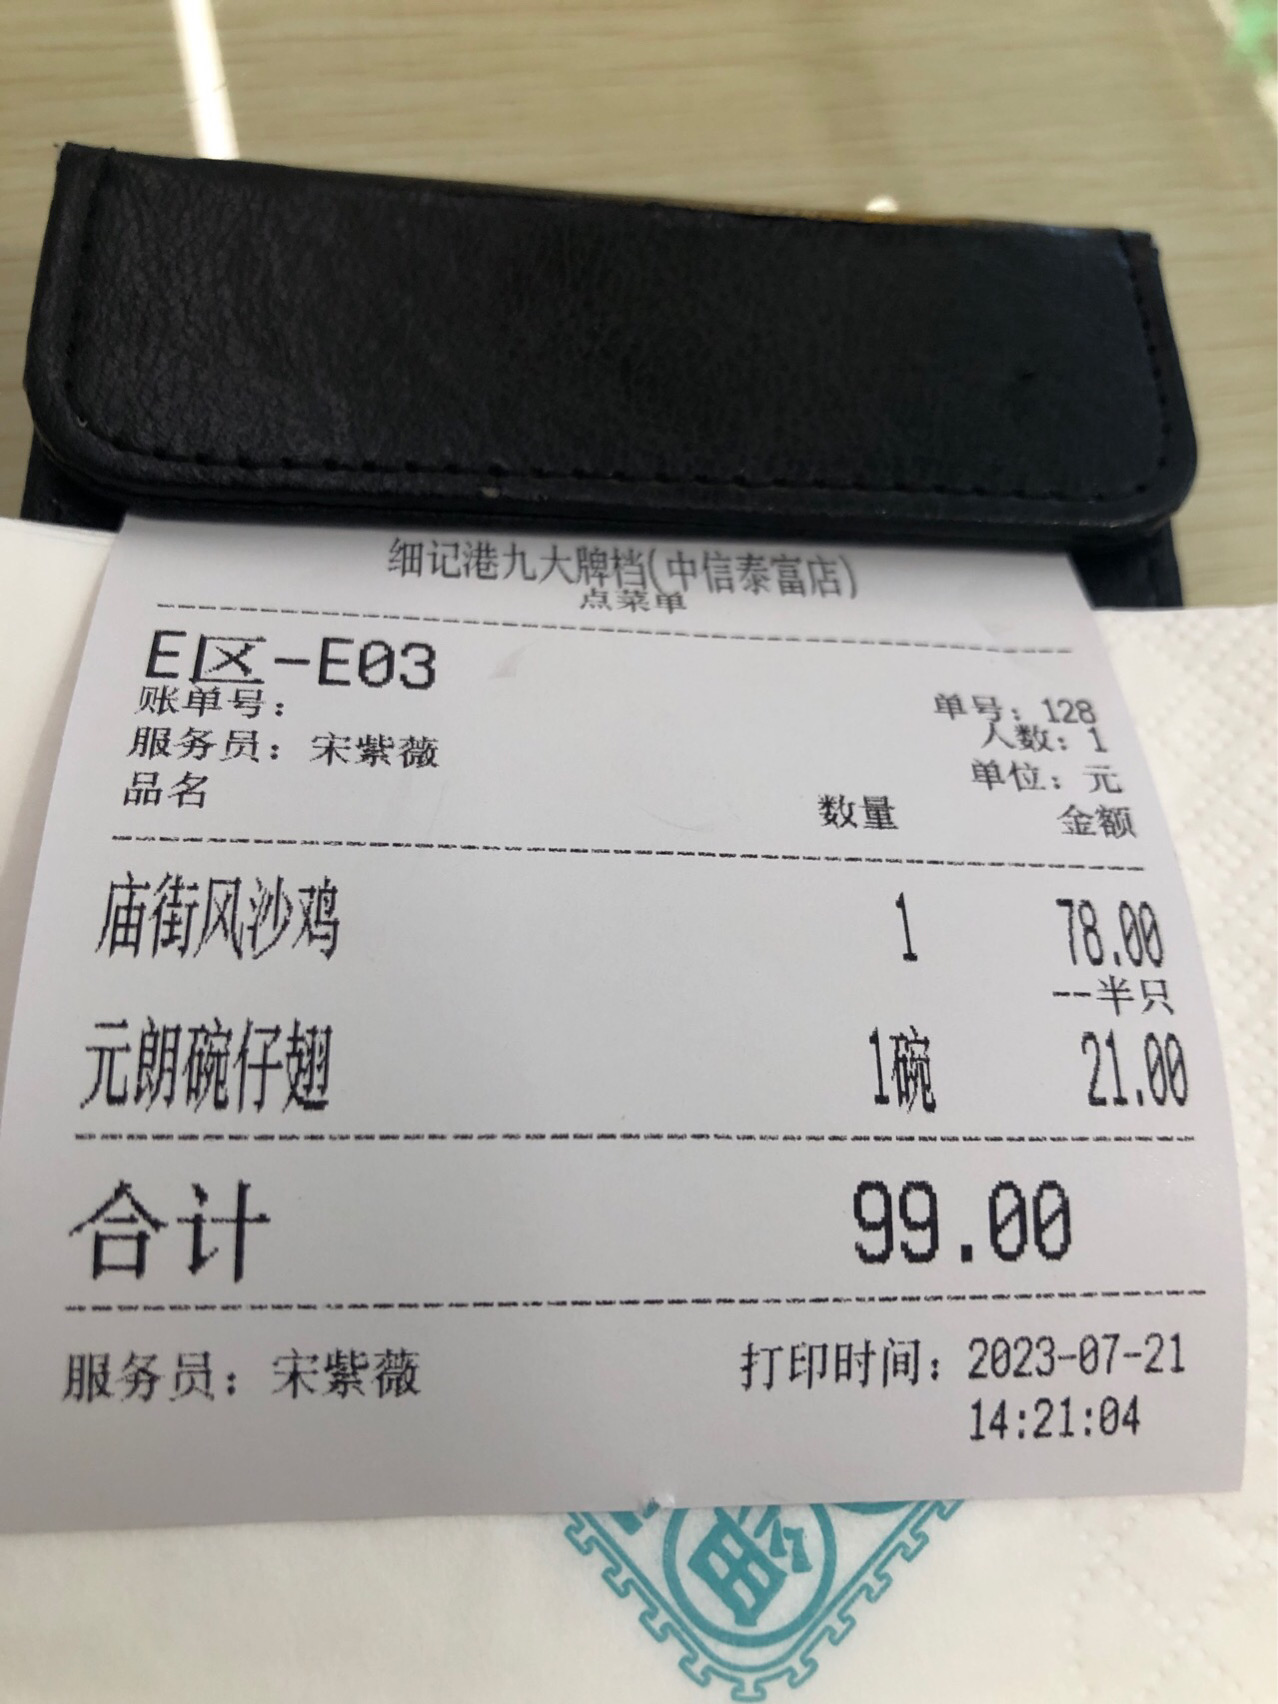 细记港九大牌档(中信泰富店)
点菜单
E区-E03
账单号：
单号：128
人数：1
服务员：宋紫薇
单位：元
品名 数量 金额
庙街风沙鸡 1 78.00
--半只
元朗碗仔翅 1碗 21.00
合计 99.00
服务员：宋紫薇 打印时间：2023-07-21
14:21:04